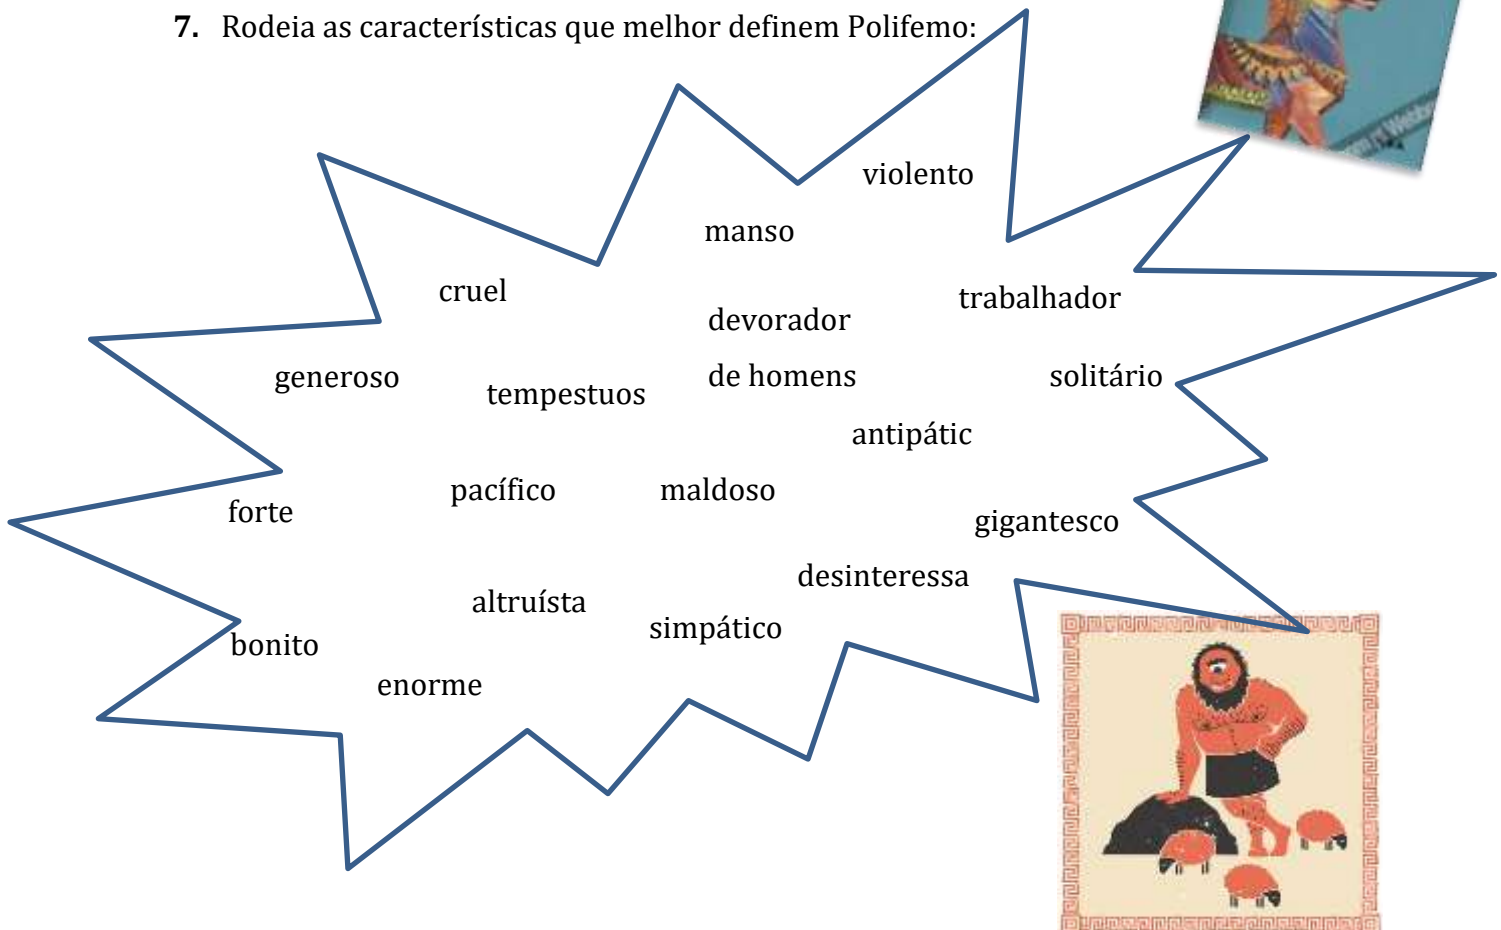 7. Rodeia as características que melhor definem Polifemo:
violento
manso
cruel
trabalhador
devorador
de homens
generoso
tempestuos
solitário
antipátic
pacífico
maldoso
forte
gigantesco
desinteressa
altruísta
simpático
bonito
enorme